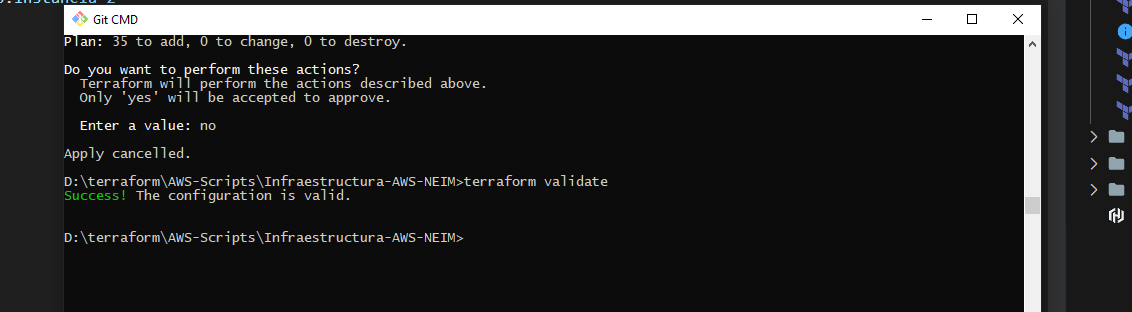 Git CMD
Plan: 35 to add, 0 to change, 0 to destroy.
Do you want to perform these actions?
Terraform will perform the actions described above.
Only 'yes' will be accepted to approve.
Enter a value: no
Apply cancelled.
D:\terraform\AWS-Scripts\Infraestructura-AWS-NEIM>terraform validate
Success! The configuration is valid.
D:\terraform\AWS-Scripts\Infraestructura-AWS-NEIM>